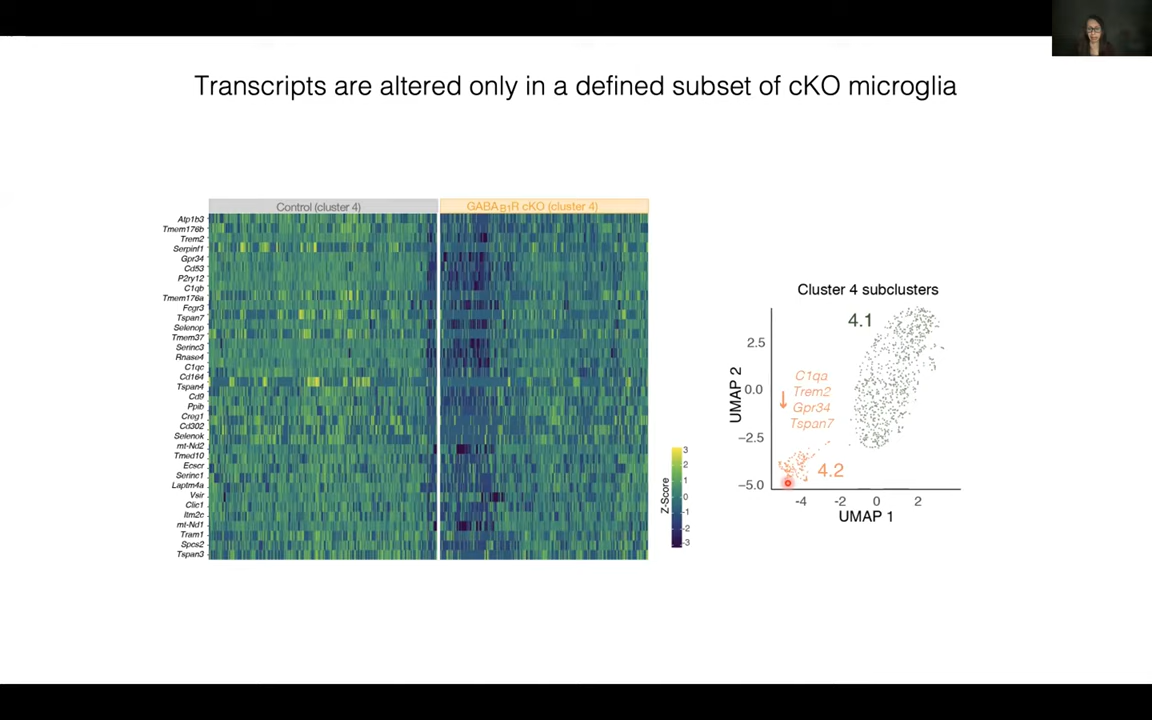 Transcripts are altered only in a defined subset of cKO microglia
Control (cluster 4)
GABA B1R cKO (cluster 4)
Atp1b3
Tmem176b
Trem2
Serpinf1
Gpr34
Cd53
P2ry12
C1qb
Tmem176a
Fcgr3
Tspan7
Selenop
Tmem37
Serinc3
Rnase4
C1qc
Cd164
Tspan4
Cd9
Ppib
Creg1
Cd302
Selenok
mt-Nd2
Tmed10
Ecscr
Serinc1
Laptm4a
Vsir
Clic1
Itm2c
mt-Nd1
Tram1
Spcs2
Tspan3
Z-Score
3
2
1
0
-1
-2
-3
Cluster 4 subclusters
4.1
C1qa
Trem2
Gpr34
Tspan7
↓
4.2
UMAP 2
2.5
0.0
−2.5
−5.0
-4
-2
0
2
UMAP 1